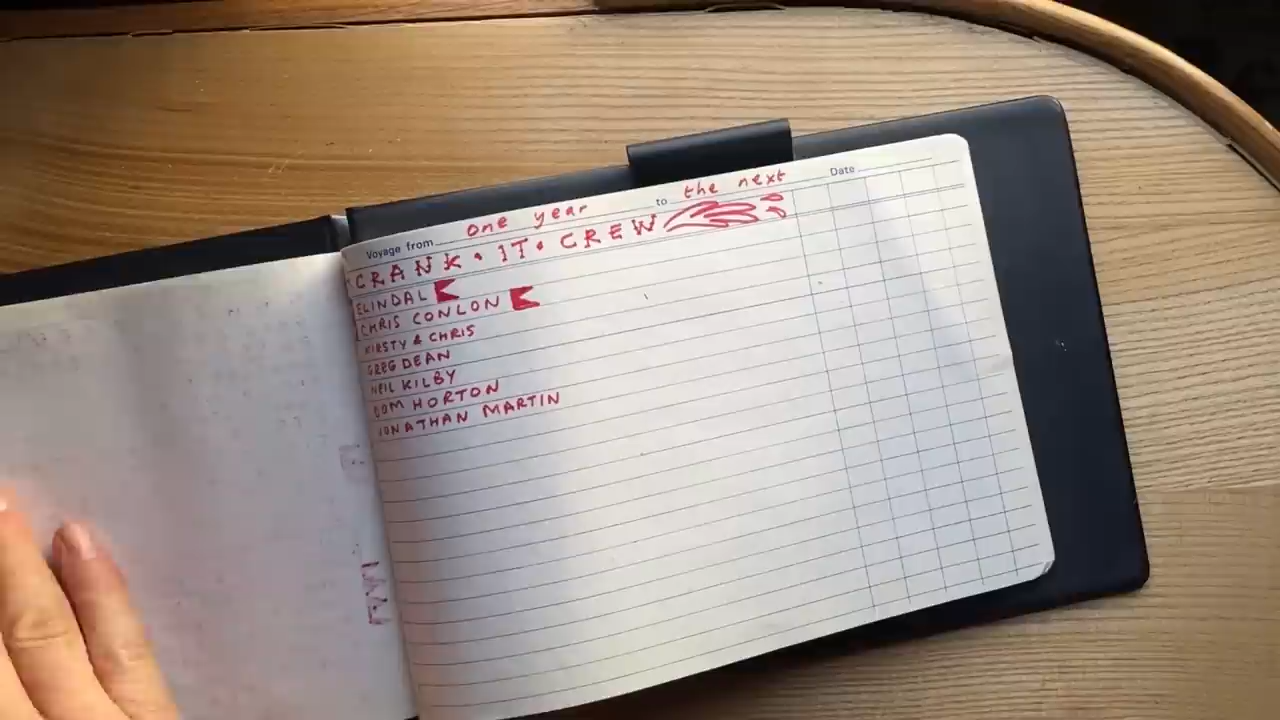 Voyage from one year to the next Date
CRANK • IT • CREW
ELINDAL
CHRIS CONLON
KIRSTY & CHRIS
GREG DEAN
NEIL KILBY
DOM HORTON
JONATHAN MARTIN